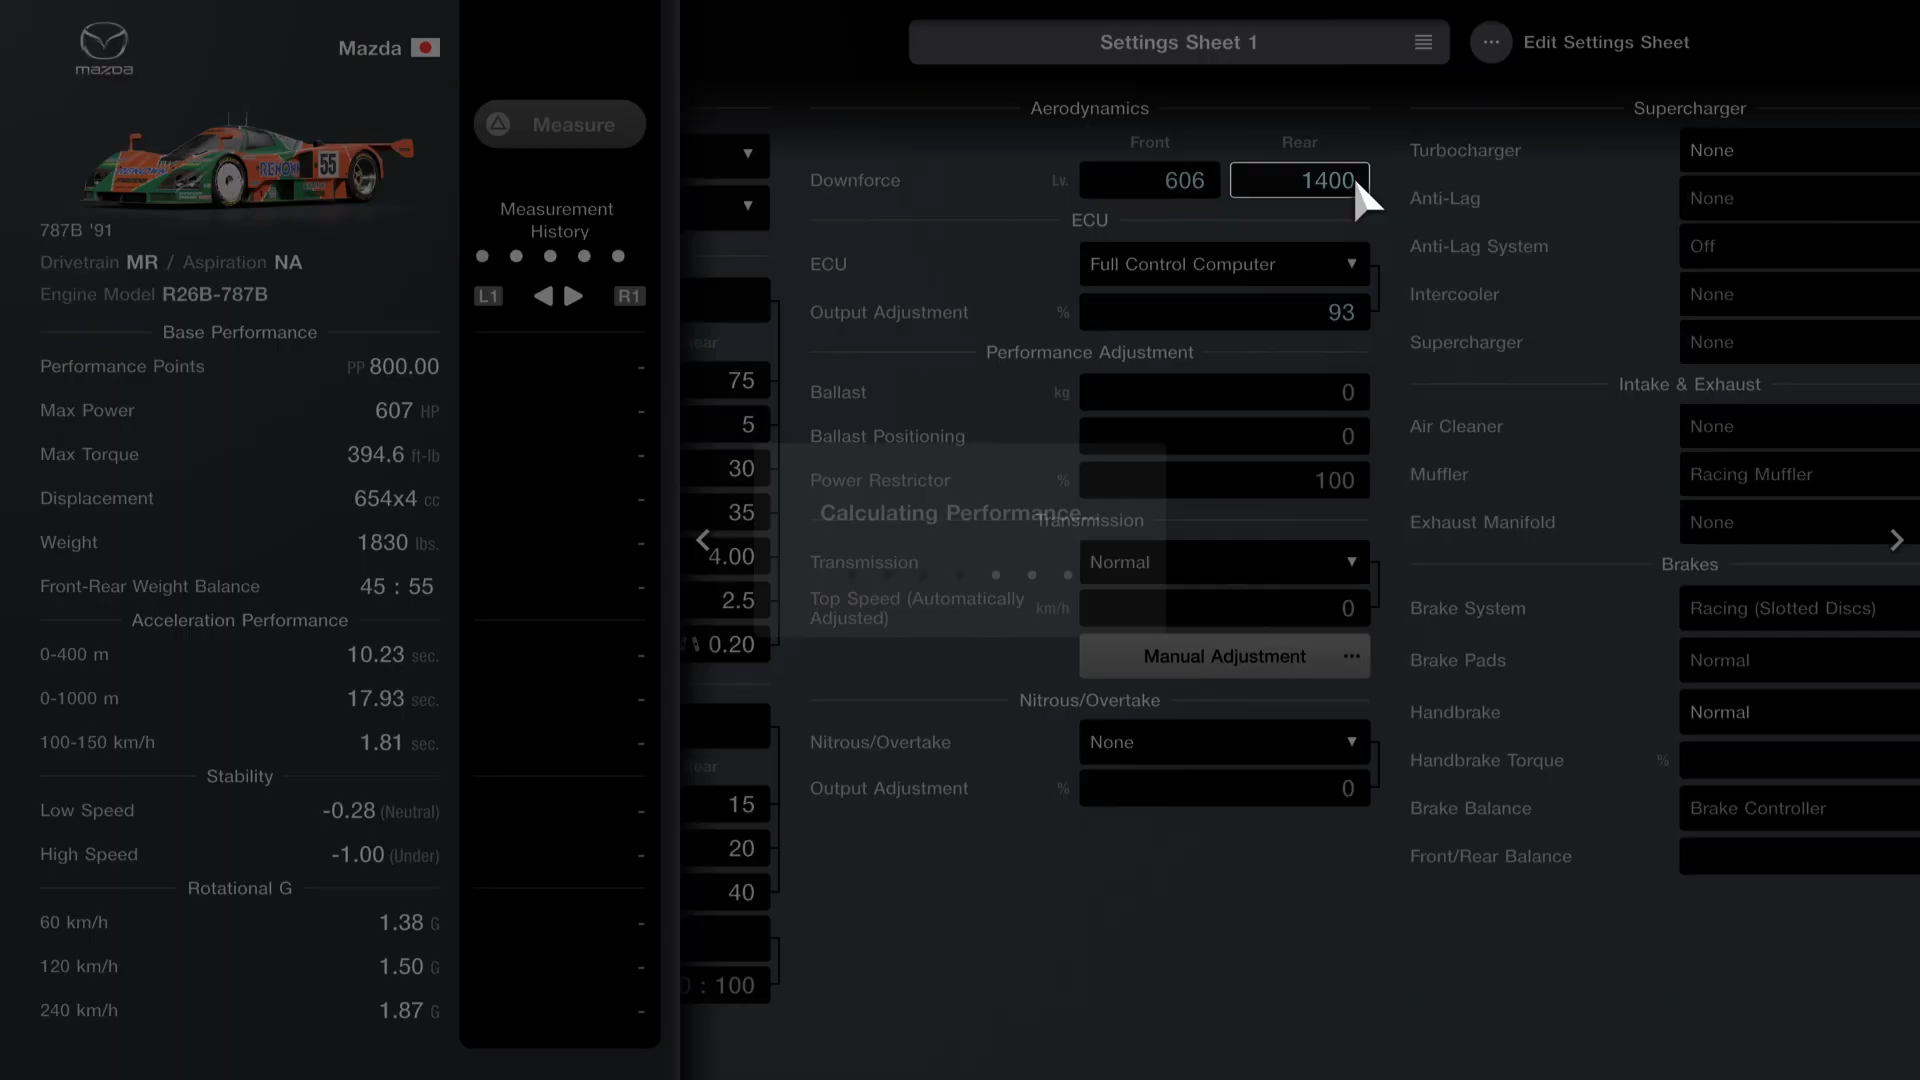 mazda
Mazda
RENOWN
55
787B '91
Drivetrain MR / Aspiration NA
Engine Model R26B-787B
Base Performance
Performance Points PP 800.00
Max Power 607 HP
Max Torque 394.6 ft-lb
Displacement 654x4 cc
Weight 1830 lbs.
Front-Rear Weight Balance 45 : 55
Acceleration Performance
0-400 m 10.23 sec.
0-1000 m 17.93 sec.
100-150 km/h 1.81 sec.
Stability
Low Speed -0.28 (Neutral)
High Speed -1.00 (Under)
Rotational G
60 km/h 1.38 G
120 km/h 1.50 G
240 km/h 1.87 G
Measure
Measurement
History
L1 R1
-
-
-
-
-
-
-
-
-
-
-
-
-
-
75
5
30
35
4.00
2.5
0.20
15
20
40
: 100
Settings Sheet 1
Edit Settings Sheet
Aerodynamics
Front Rear
Downforce Lv. 606 1400
ECU
ECU Full Control Computer
Output Adjustment % 93
Performance Adjustment
Ballast kg 0
Ballast Positioning 0
Power Restrictor % 100
Calculating Performance...
Transmission
Transmission Normal
Top Speed (Automatically
Adjusted) km/h 0
Manual Adjustment
Nitrous/Overtake
Nitrous/Overtake None
Output Adjustment % 0
Supercharger
Turbocharger None
Anti-Lag None
Anti-Lag System Off
Intercooler None
Supercharger None
Intake & Exhaust
Air Cleaner None
Muffler Racing Muffler
Exhaust Manifold None
Brakes
Brake System Racing (Slotted Discs)
Brake Pads Normal
Handbrake Normal
Handbrake Torque %
Brake Balance Brake Controller
Front/Rear Balance